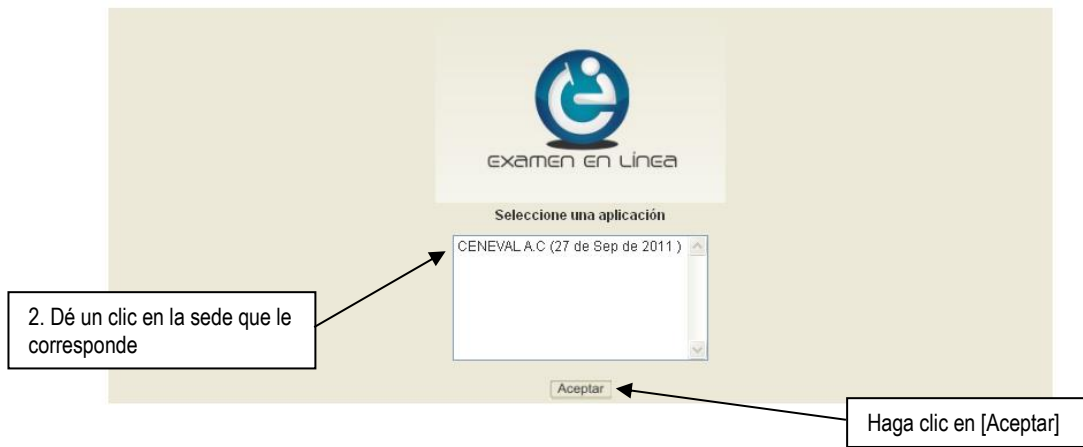 examen en Línea
Seleccione una aplicación
CENEVAL A.C (27 de Sep de 2011 )
2. Dé un clic en la sede que le
corresponde
Aceptar
Haga clic en [Aceptar]